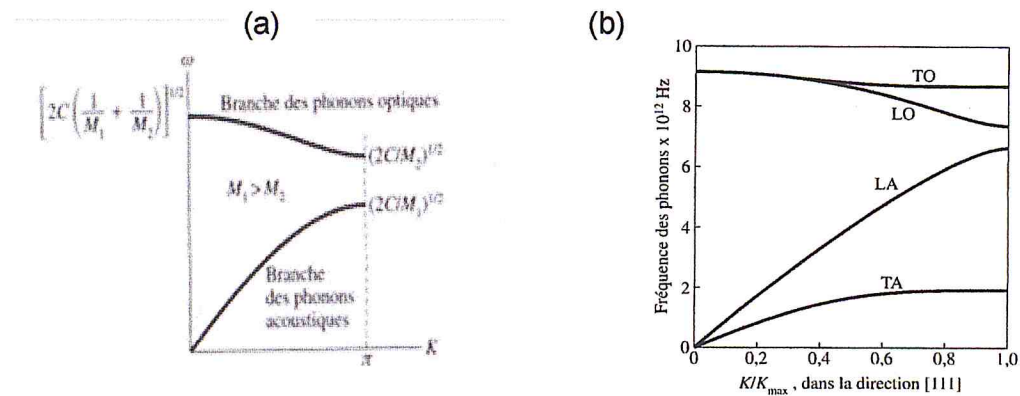 (a)
ω
[2C(1/M₁ + 1/M₂)]^1/2
Branche des phonons optiques
(2C/M₂)^1/2
M₁ > M₂
(2C/M₁)^1/2
Branche
des phonons
acoustiques
K
π
(b)
Fréquence des phonons x 10¹² Hz
10
8
6
4
2
0
TO
LO
LA
TA
0 0,2 0,4 0,6 0,8 1,0
K/Kmax , dans la direction [111]